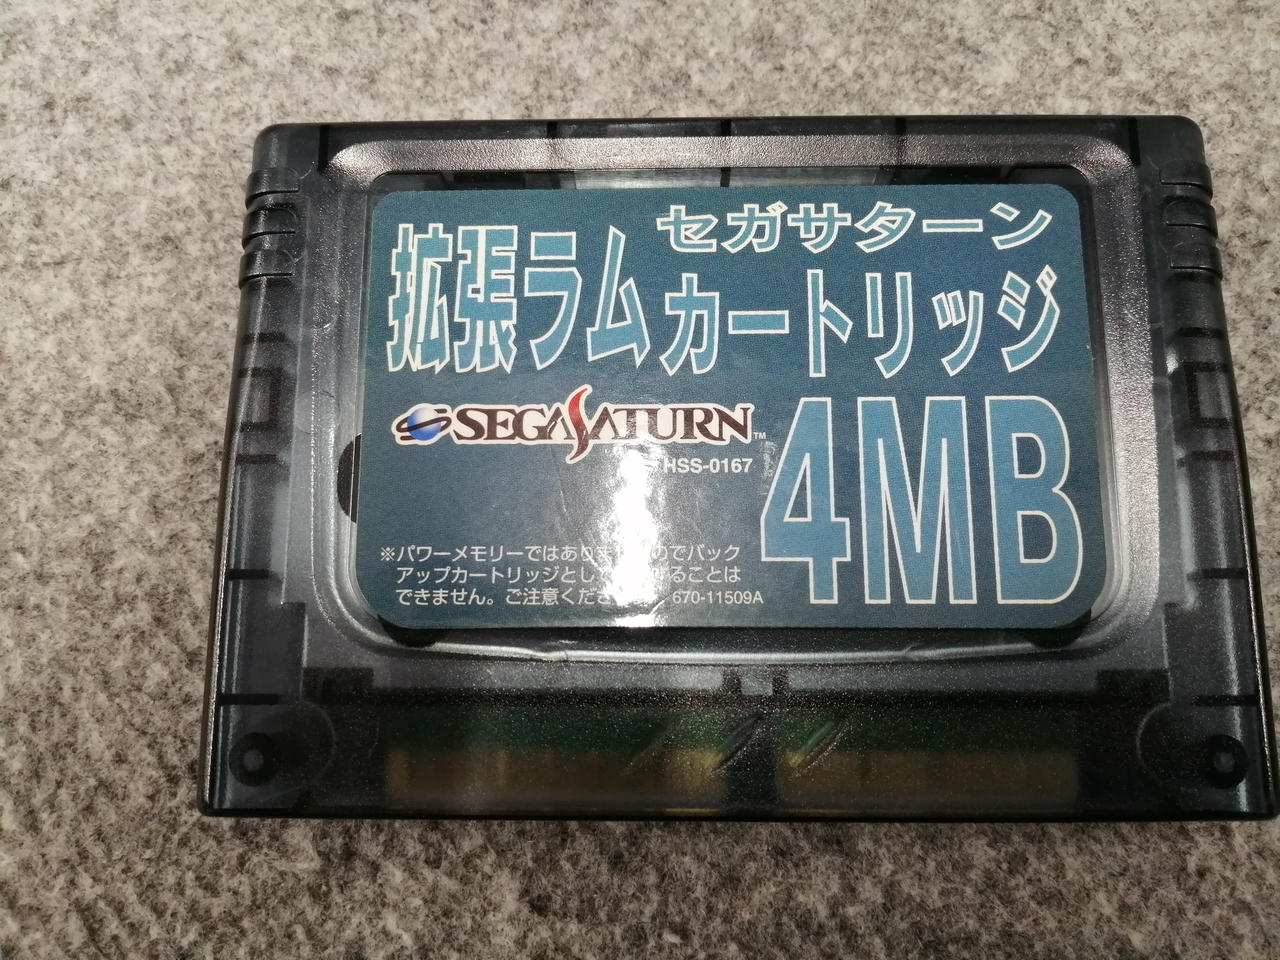 セガサターン
拡張ラムカートリッジ
SEGA SATURN™
HSS-0167
4MB
※パワーメモリーではありま のでバック
アップカートリッジとし ることは
できません。ご注意くださ
670-11509A